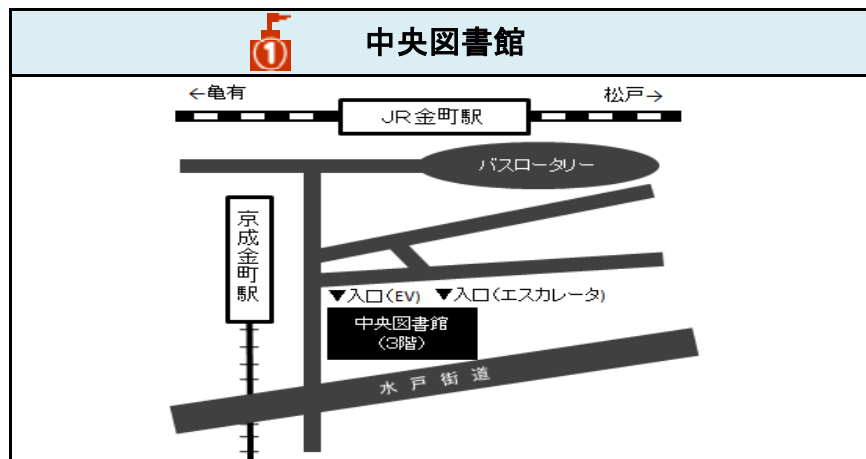 ① 中央図書館
←亀有
松戸→
JR金町駅
バスロータリー
京成金町駅
▼入口(EV) ▼入口(エスカレータ)
中央図書館
(3階)
水戸街道